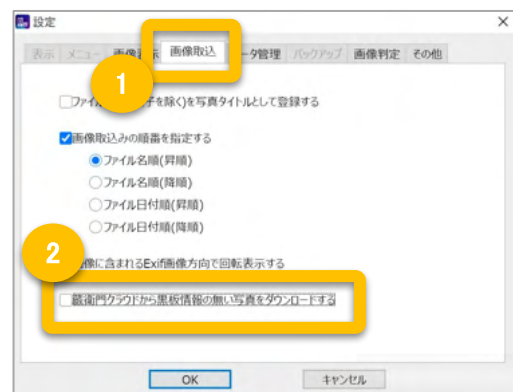 設定
表示 メニュー 画像表示 画像取込 データ管理 バックアップ 画像判定 その他
1
ファイル 子を除く)を写真タイトルとして登録する
画像取込みの順番を指定する
ファイル名順(昇順)
ファイル名順(降順)
ファイル日付順(昇順)
ファイル日付順(降順)
2
像に含まれるExif画像方向で回転表示する
蔵衛門クラウドから黒板情報の無い写真をダウンロードする
OK キャンセル